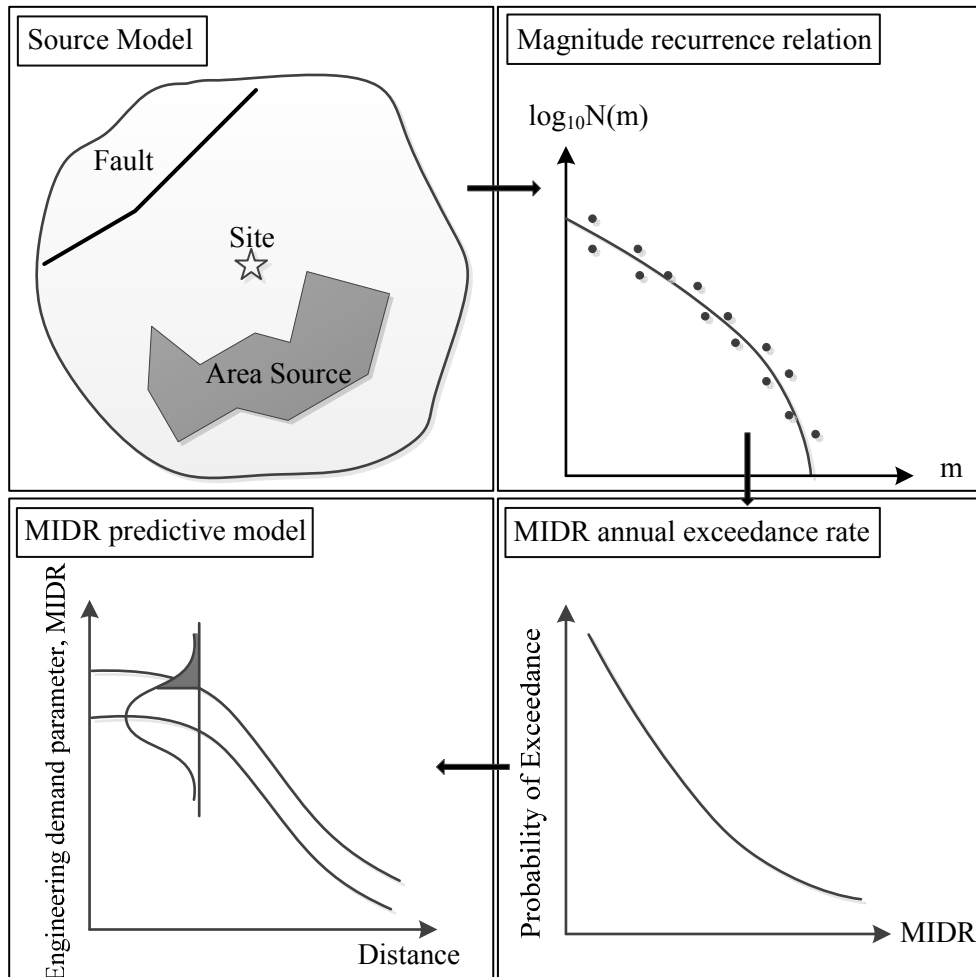 Source Model
Fault
Site
Area Source
Magnitude recurrence relation
log₁₀N(m)
m
MIDR predictive model
Engineering demand parameter, MIDR
Distance
MIDR annual exceedance rate
Probability of Exceedance
MIDR